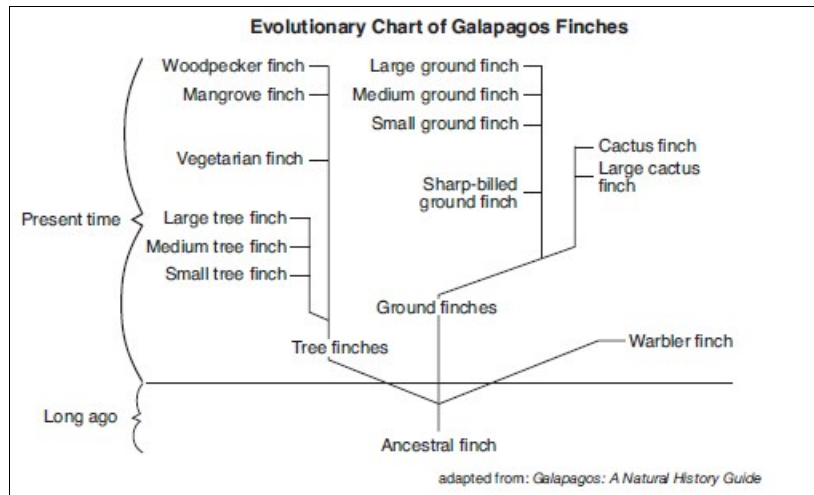 Evolutionary Chart of Galapagos Finches
Woodpecker finch
Mangrove finch
Vegetarian finch
Large tree finch
Medium tree finch
Small tree finch
Tree finches
Large ground finch
Medium ground finch
Small ground finch
Sharp-billed
ground finch
Cactus finch
Large cactus
finch
Ground finches
Warbler finch
Present time
Long ago
Ancestral finch
adapted from: Galapagos: A Natural History Guide